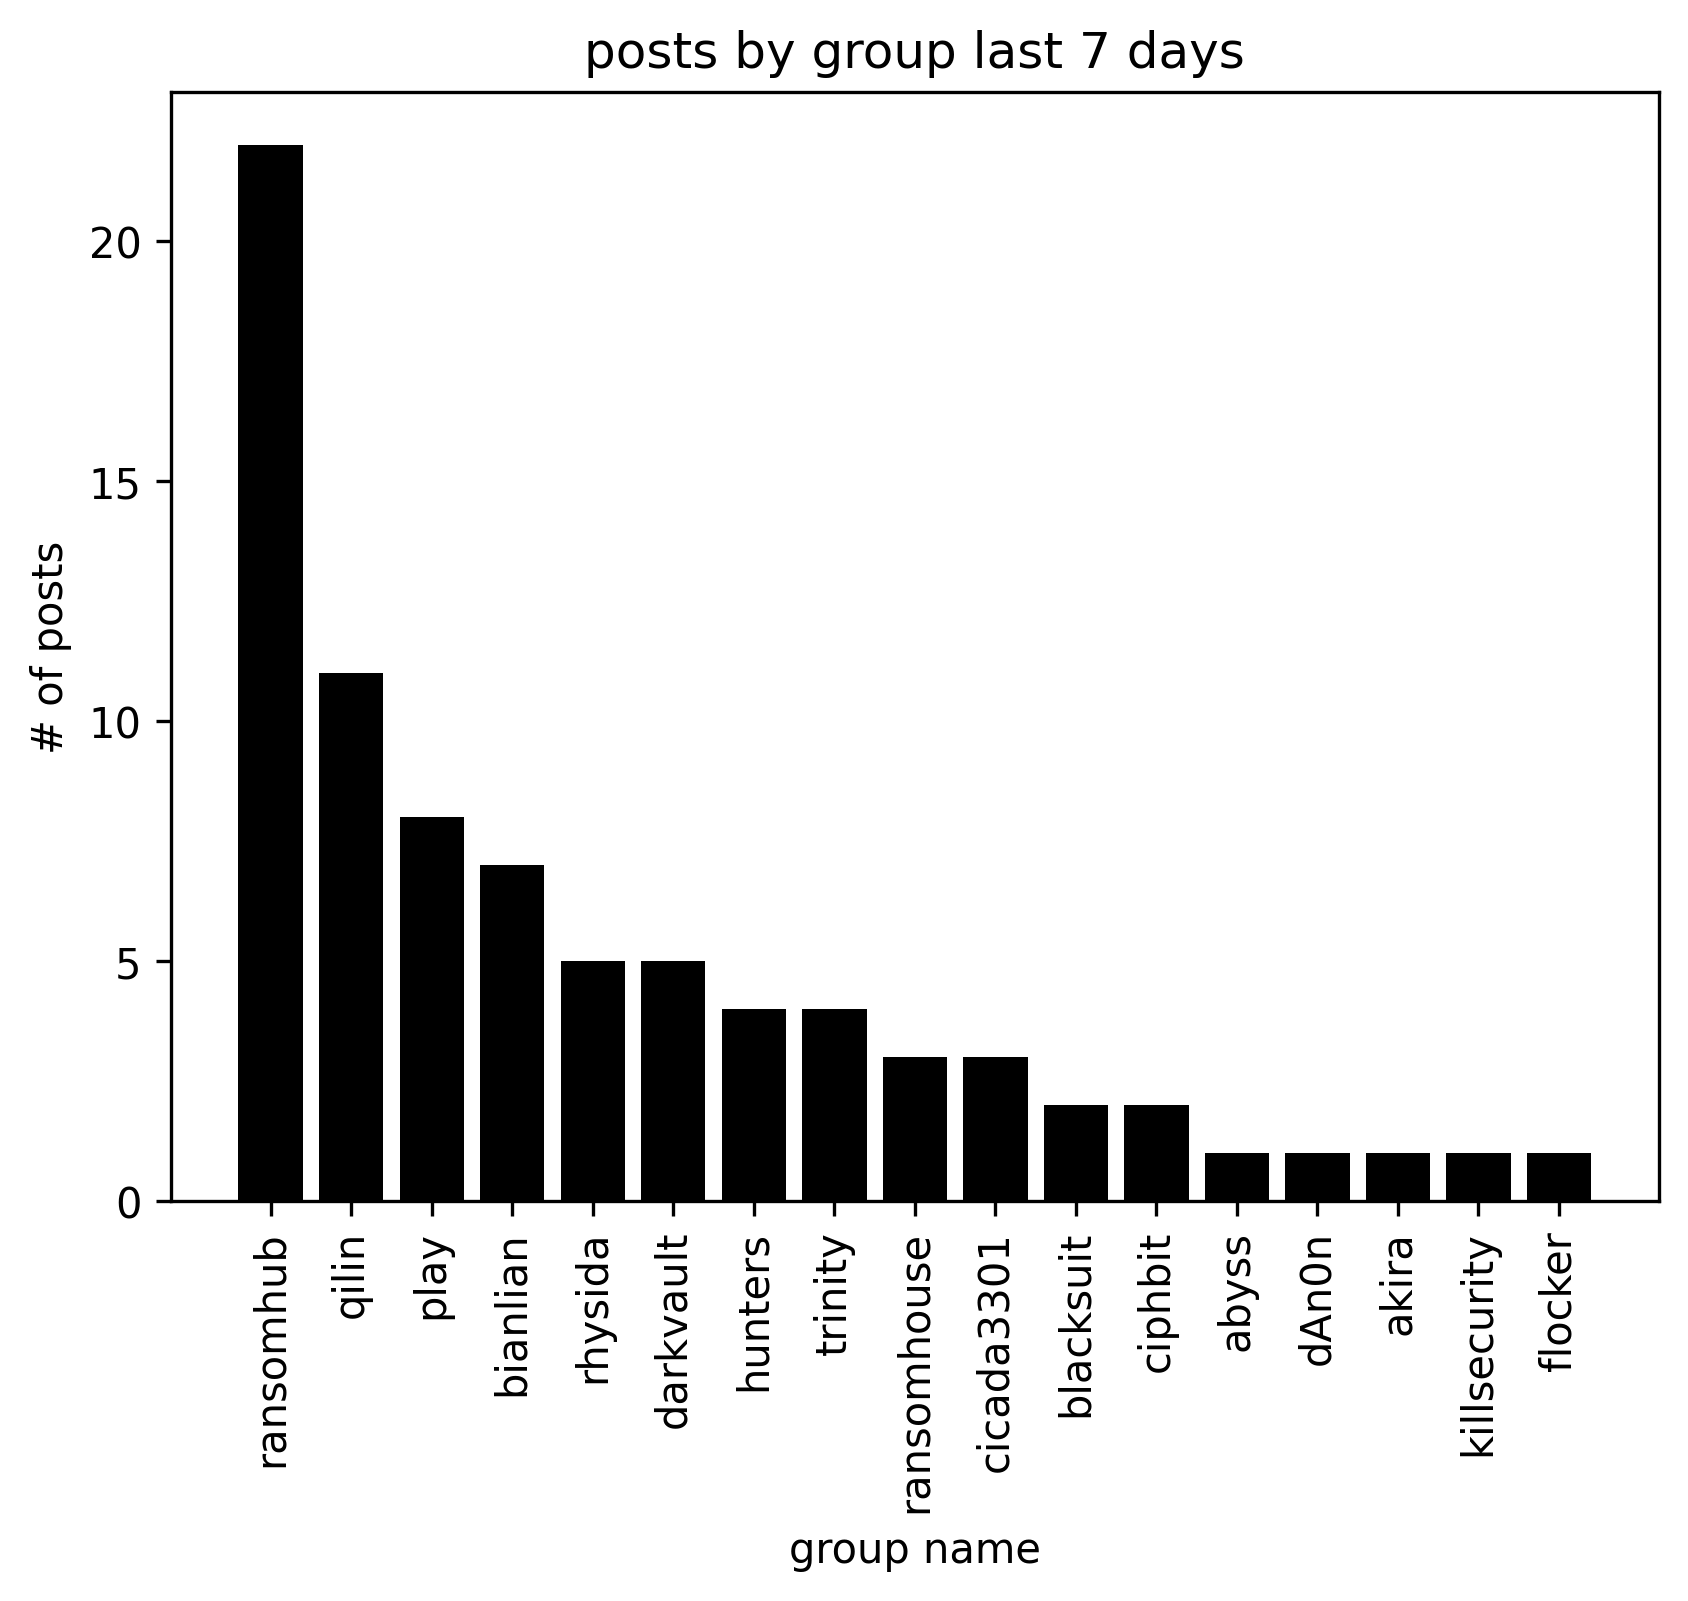 posts by group last 7 days
# of posts
20
15
10
5
0
ransomhub
qilin
play
bianlian
rhysida
darkvault
hunters
trinity
ransomhouse
cicada3301
blacksuit
ciphbit
abyss
dAn0n
akira
killsecurity
flocker
group name